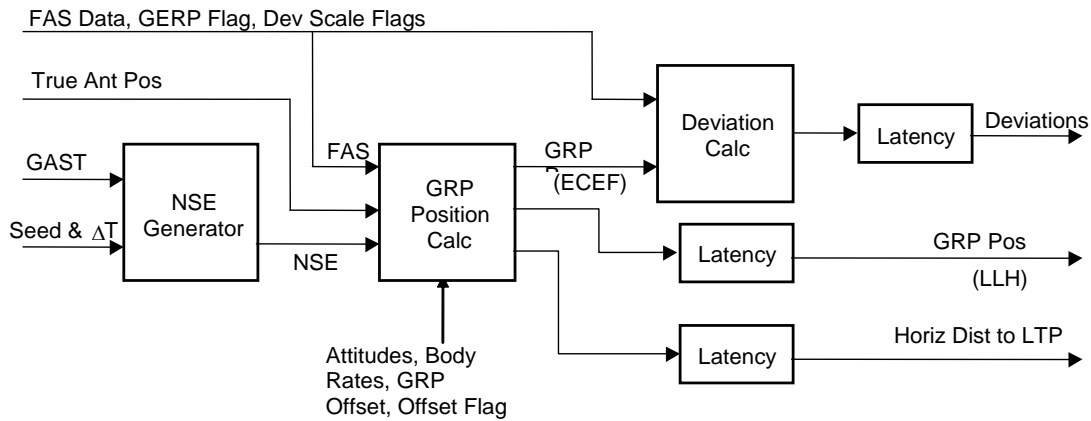 FAS Data, GERP Flag, Dev Scale Flags
True Ant Pos
GAST
Seed & ΔT
NSE
Generator
NSE
FAS
GRP
Position
Calc
Attitudes, Body
Rates, GRP
Offset, Offset Flag
GRP
(ECEF)
Deviation
Calc
Latency
Deviations
Latency
GRP Pos
(LLH)
Latency
Horiz Dist to LTP